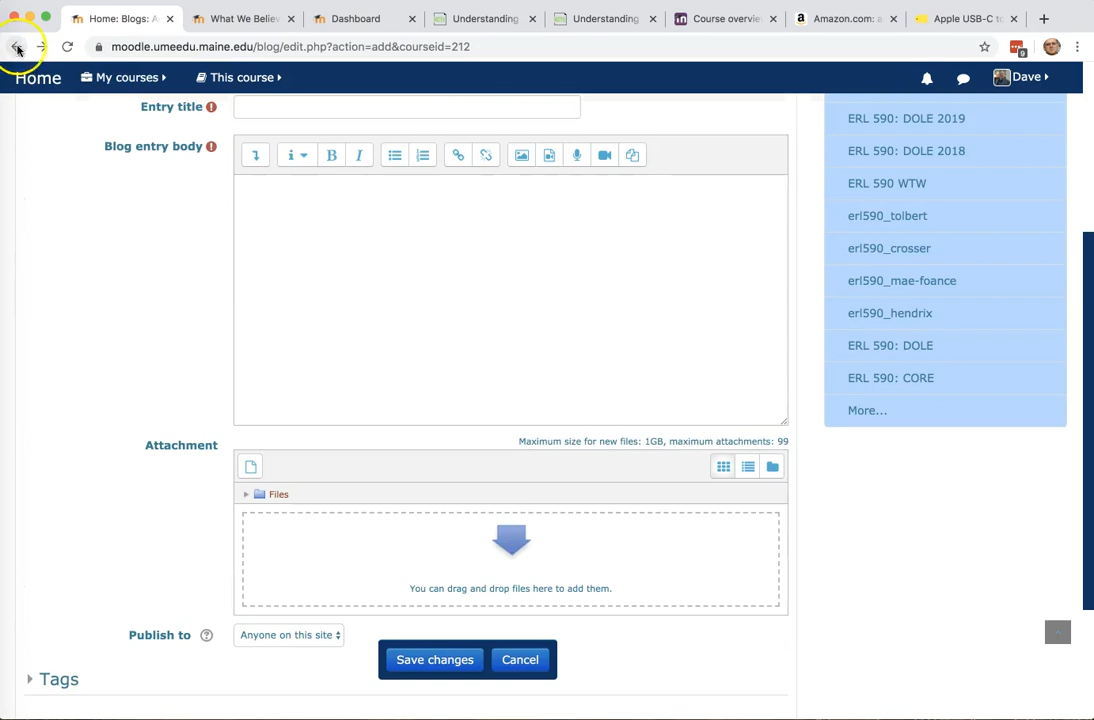 Home: Blogs: A
What We Believ
Dashboard
Understanding
Understanding
Course overvie
Amazon.com: a
Apple USB-C to
moodle.umeedu.maine.edu/blog/edit.php?action=add&courseid=212
9
Home
My courses
This course
Dave
Entry title
Blog entry body
i B I
Attachment
Maximum size for new files: 1GB, maximum attachments: 99
Files
You can drag and drop files here to add them.
Publish to
Anyone on this site
Save changes
Cancel
Tags
ERL 590: DOLE 2019
ERL 590: DOLE 2018
ERL 590 WTW
erl590_tolbert
erl590_crosser
erl590_mae-foance
erl590_hendrix
ERL 590: DOLE
ERL 590: CORE
More...